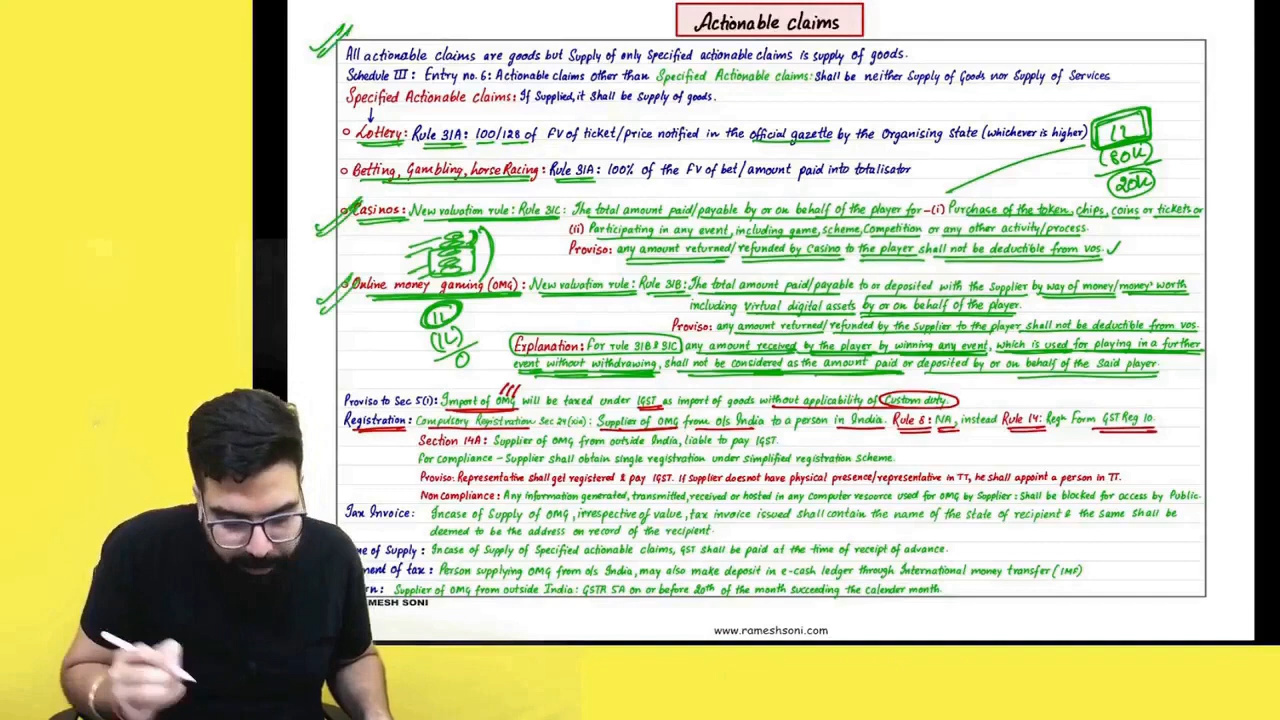 Actionable claims
All actionable claims are goods but Supply of only Specified actionable claims is supply of goods.
Schedule III: Entry no. 6: Actionable claims other than Specified Actionable claims: Shall be neither Supply of Goods nor Supply of Services
Specified Actionable claims: If Supplied, it Shall be Supply of goods.
Lottery: Rule 31A: 100/128 of FV of ticket/price notified in the official gazette by the Organising State (whichever is higher)
(80K
20K
Betting, Gambling, horse Racing: Rule 31A: 100% of the FV of bet/amount paid into totalisator
Casinos: New valuation rule: Rule 31C: The total amount paid/payable by or on behalf of the player for -(i) Purchase of the token, chips, coins or tickets or
(ii) Participating in any event, including game, scheme, Competition or any other activity/process.
Proviso: any amount returned/refunded by Casino to the player shall not be deductible from vos.
Online money gaming (OMG): New valuation rule: Rule 31B: The total amount paid/payable to or deposited with the Supplier by way of money/money's worth
including Virtual digital assets by or on behalf of the player.
Proviso: any amount returned/refunded by the supplier to the player shall not be deductible from vos.
Explanation: For rule 31B & 31C any amount received by the player by winning any event, which is used for playing in a further
event without withdrawing, shall not be considered as the amount paid or deposited by or on behalf of the Said player.
Proviso to Sec 5(1): Import of OMG will be taxed under IGST as import of goods without applicability of Custom duty.
Registration: Compulsory Registration Sec 24(xia): Supplier of OMG from o/s India to a person in India. Rule 8: NA, instead Rule 14: Regn Form GST Reg 10.
Section 14A: Supplier of OMG from outside India, liable to pay IGST.
For compliance - Supplier shall obtain single registration under simplified registration scheme.
Proviso: Representative shall get registered & pay IGST. If Supplier doesnot have physical presence/representative in TT, he shall appoint a person in TT.
Noncompliance: Any information generated, transmitted, received or hosted in any computer resource used for OMG by Supplier: Shall be blocked for access by Public.
Tax Invoice: Incase of Supply of OMG, irrespective of value, tax invoice issued shall contain the name of the state of recipient & the same shall be
deemed to be the address on record of the recipient.
me of Supply: Incase of Supply of Specified actionable claims, GST shall be paid at the time of receipt of advance.
ment of tax: Person supplying OMG from o/s India, may also make deposit in e-cash ledger through International money transfer (IMF)
rn: Supplier of OMG from outside India: GSTR 5A on or before 20th of the month succeeding the calender month.
MESH SONI
www.rameshsoni.com